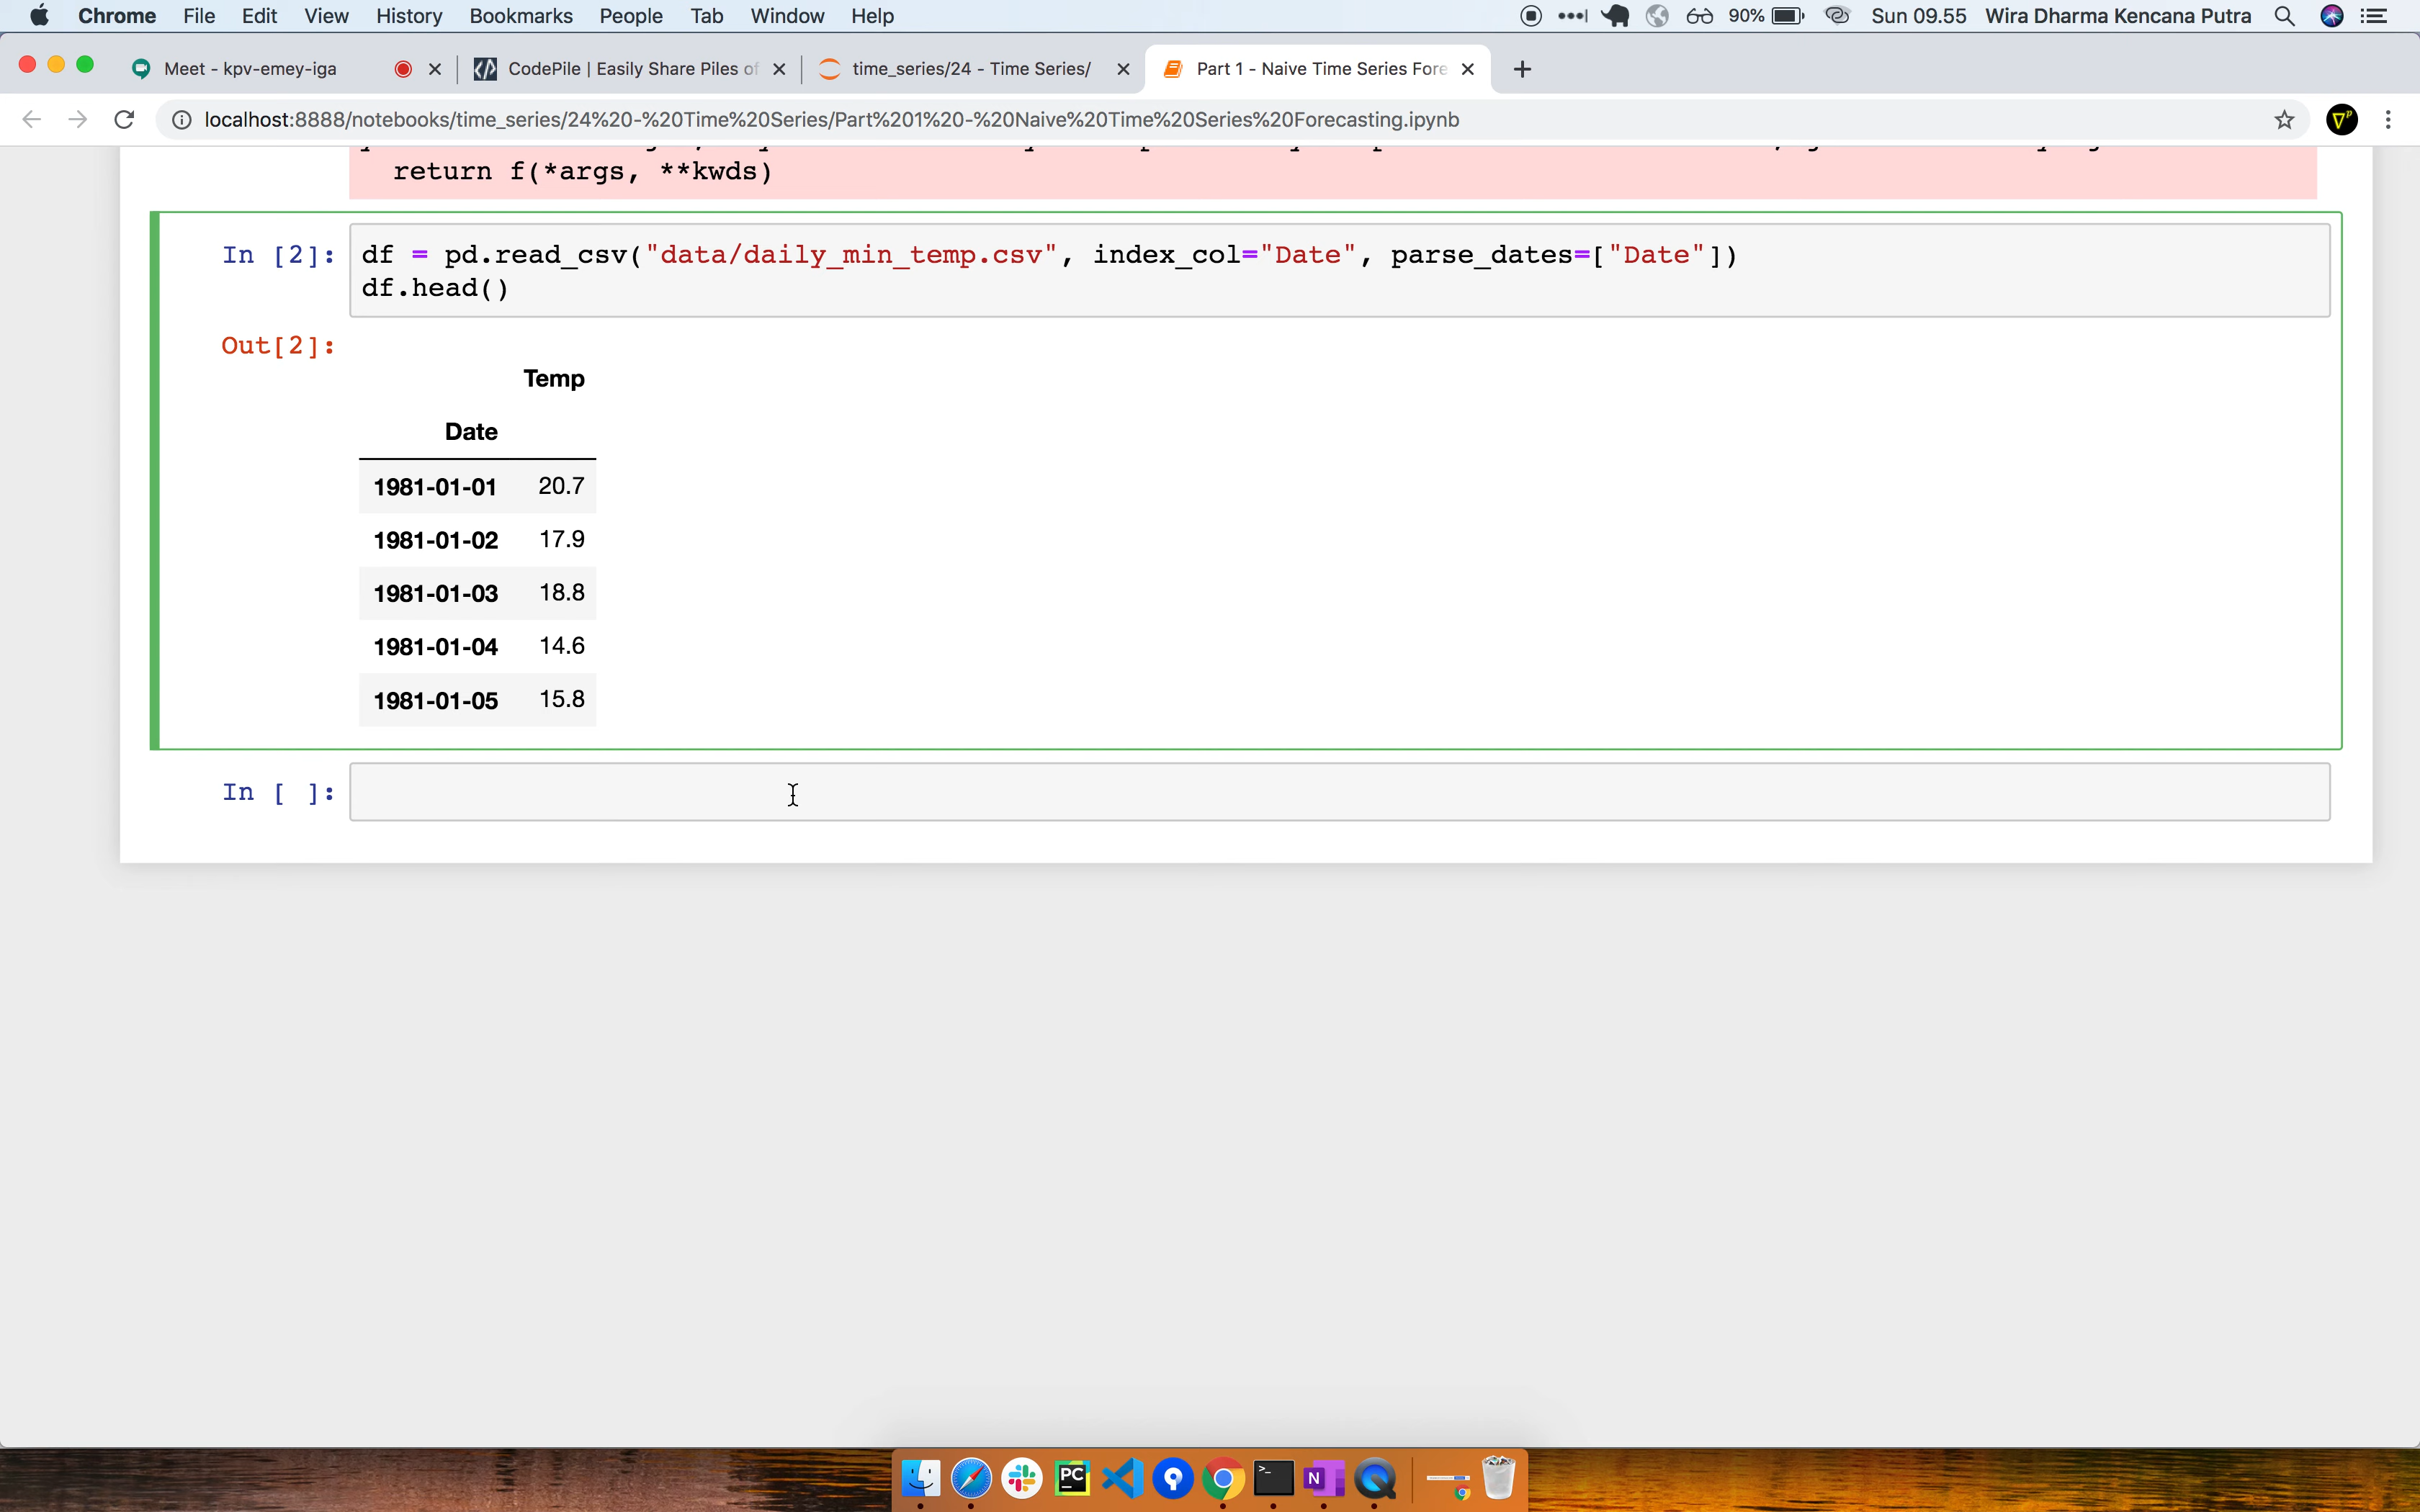 Chrome File Edit View History Bookmarks People Tab Window Help 90% Sun 09.55 Wira Dharma Kencana Putra
Meet - kpv-emey-iga CodePile | Easily Share Piles of time_series/24 - Time Series/ Part 1 - Naive Time Series Fore
localhost:8888/notebooks/time_series/24%20-%20Time%20Series/Part%201%20-%20Naive%20Time%20Series%20Forecasting.ipynb
return f(*args, **kwds)
In [2]: df = pd.read_csv("data/daily_min_temp.csv", index_col="Date", parse_dates=["Date"])
df.head()
Out[2]:
Temp
Date
1981-01-01 20.7
1981-01-02 17.9
1981-01-03 18.8
1981-01-04 14.6
1981-01-05 15.8
In [ ]:
PC >_ N